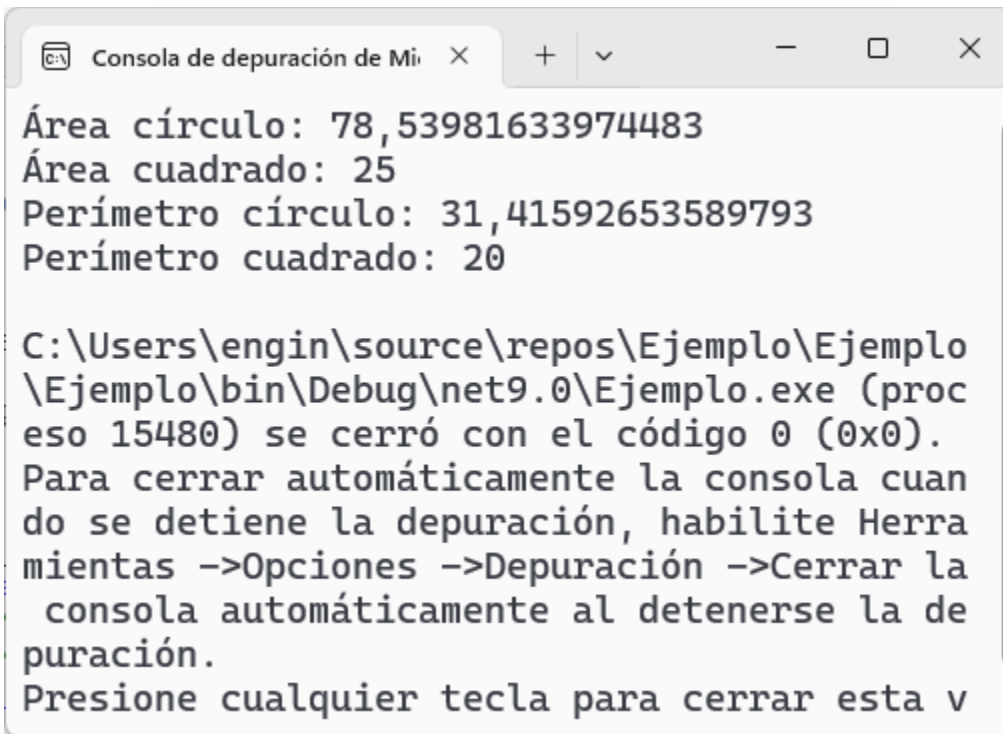 Consola de depuración de Mi
Área círculo: 78,53981633974483
Área cuadrado: 25
Perímetro círculo: 31,41592653589793
Perímetro cuadrado: 20
C:\Users\engin\source\repos\Ejemplo\Ejemplo
\Ejemplo\bin\Debug\net9.0\Ejemplo.exe (proc
eso 15480) se cerró con el código 0 (0x0).
Para cerrar automáticamente la consola cuan
do se detiene la depuración, habilite Herra
mientas ->Opciones ->Depuración ->Cerrar la
 consola automáticamente al detenerse la de
puración.
Presione cualquier tecla para cerrar esta v